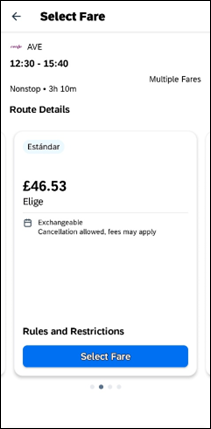 Select Fare
AVE
12:30 - 15:40
Multiple Fares
Nonstop • 3h 10m
Route Details
Estándar
£46.53
Elige
Exchangeable
Cancellation allowed, fees may apply
Rules and Restrictions
Select Fare